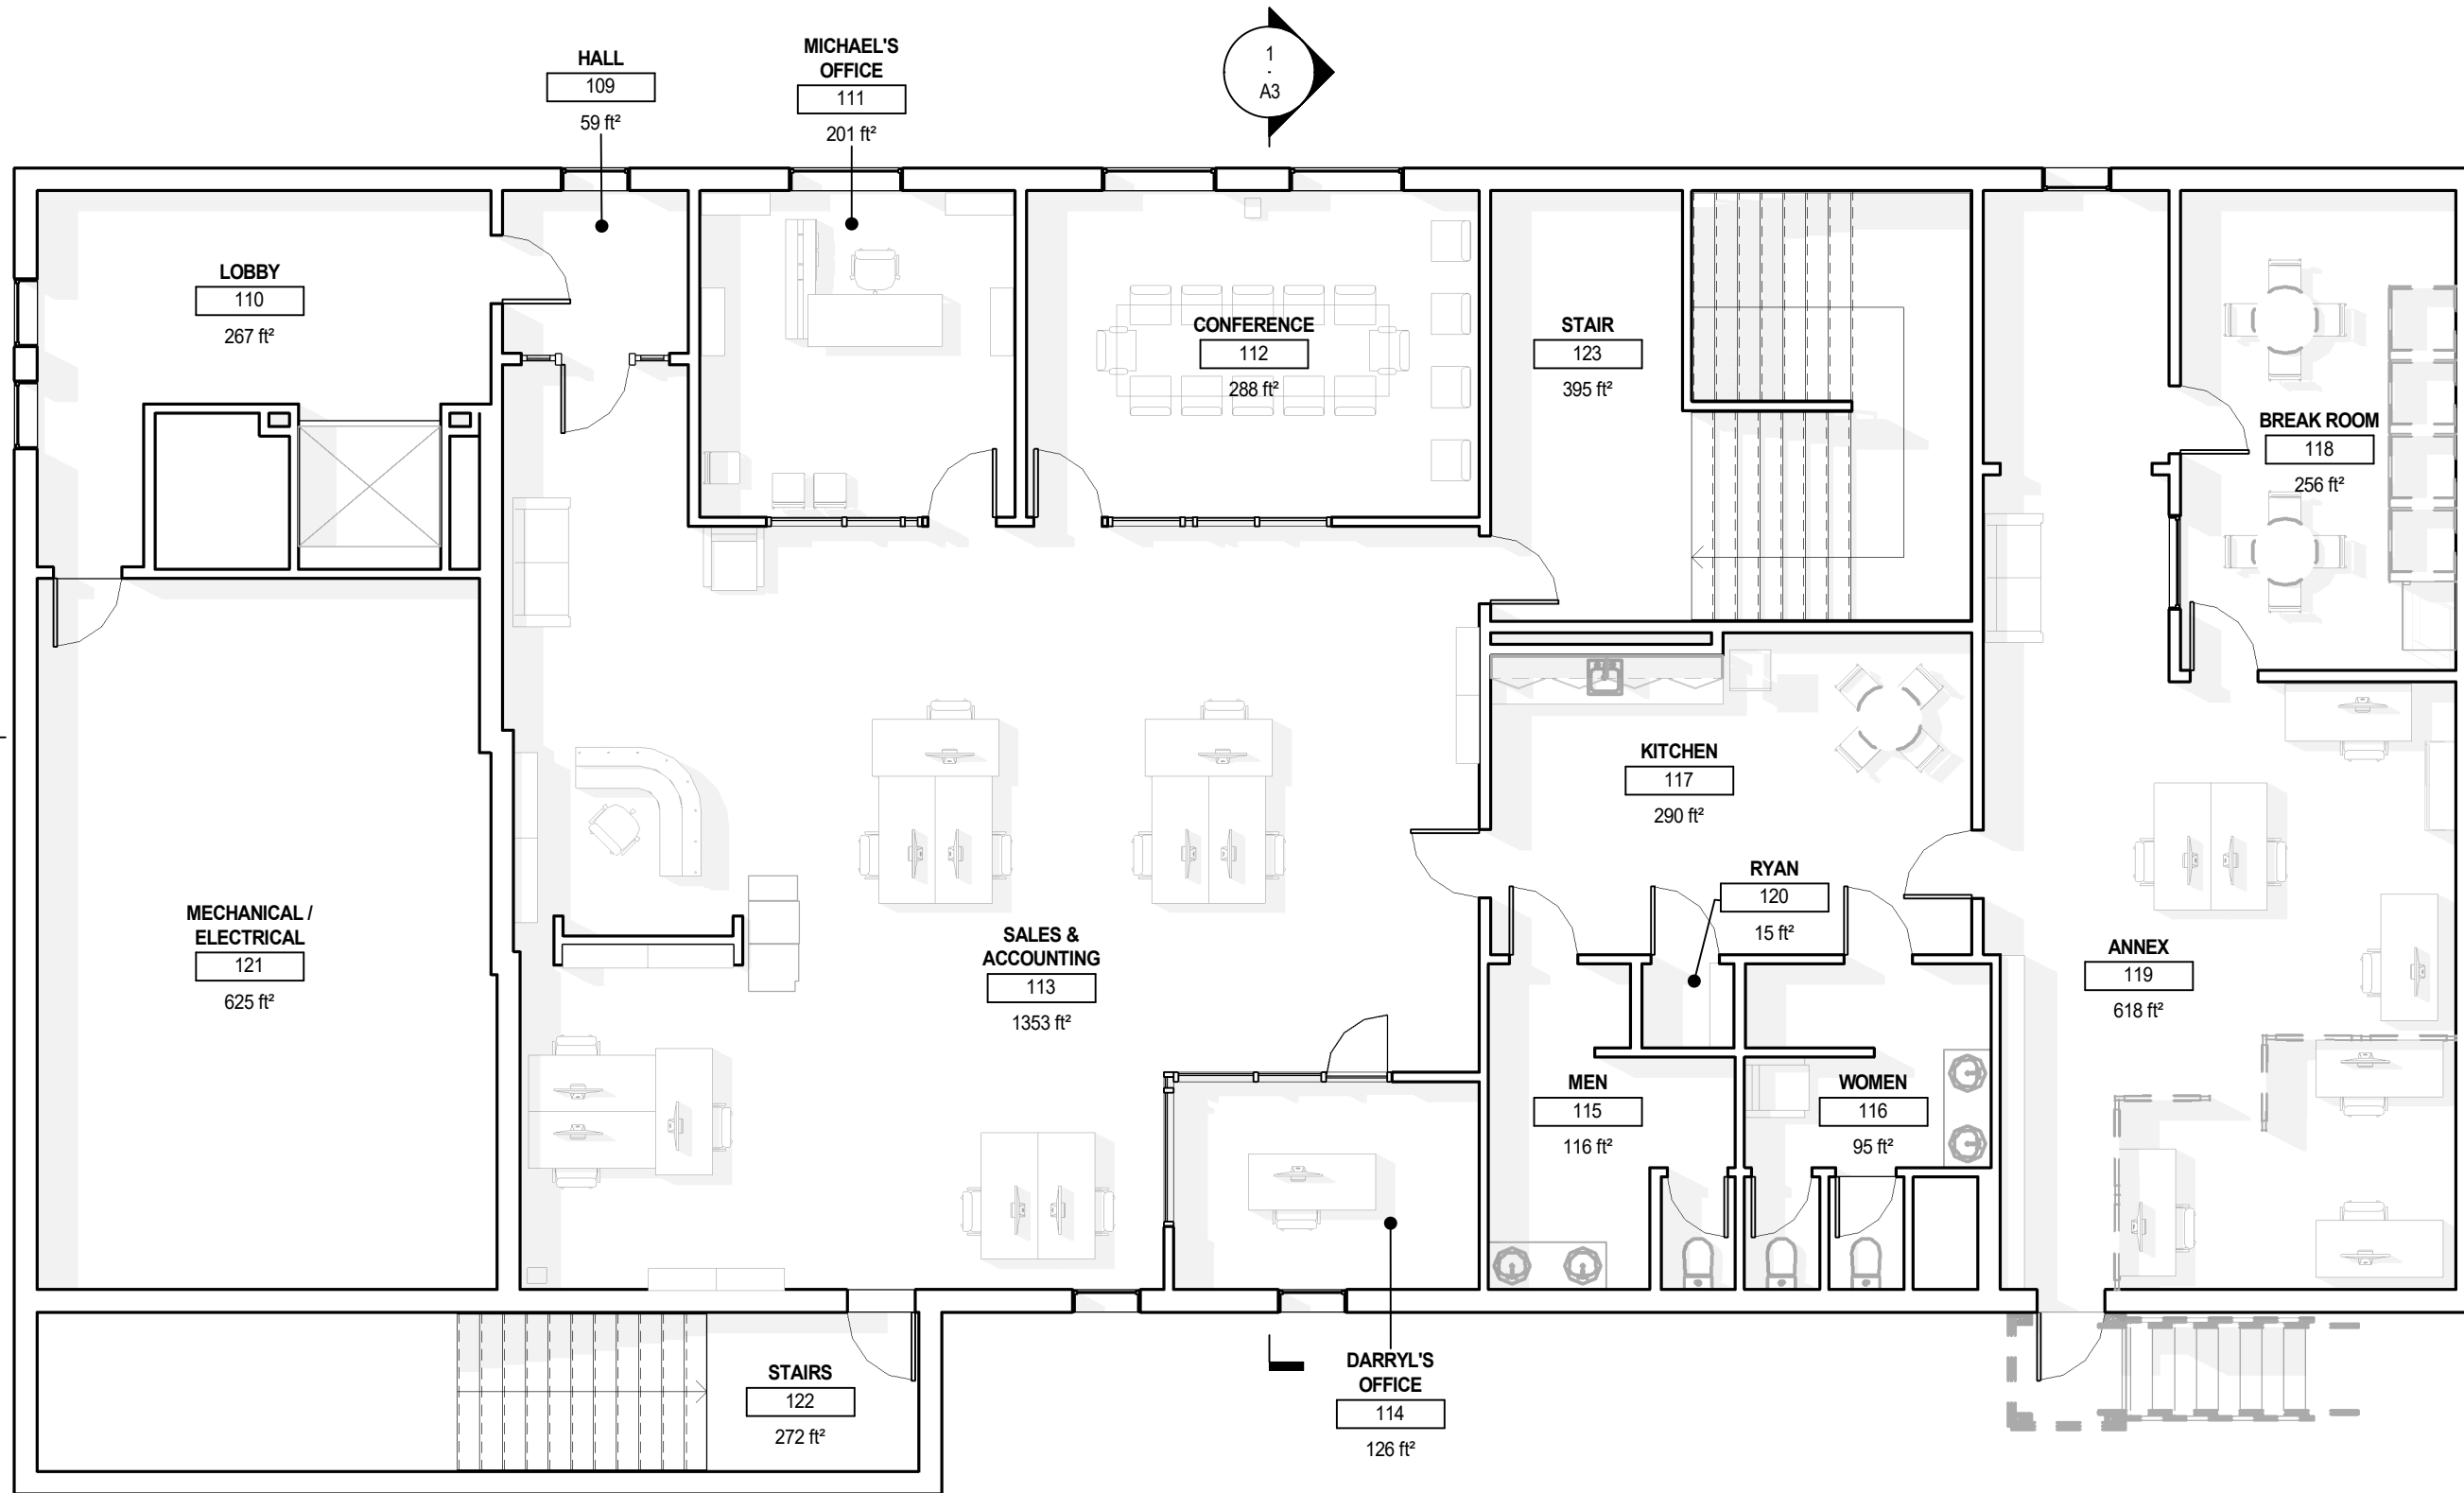 HALL
109
59 ft²
MICHAEL'S
OFFICE
111
201 ft²
1
-
A3
LOBBY
110
267 ft²
CONFERENCE
112
288 ft²
STAIR
123
395 ft²
BREAK ROOM
118
256 ft²
KITCHEN
117
290 ft²
RYAN
120
15 ft²
MECHANICAL /
ELECTRICAL
121
625 ft²
SALES &
ACCOUNTING
113
1353 ft²
ANNEX
119
618 ft²
MEN
115
116 ft²
WOMEN
116
95 ft²
STAIRS
122
272 ft²
DARRYL'S
OFFICE
114
126 ft²